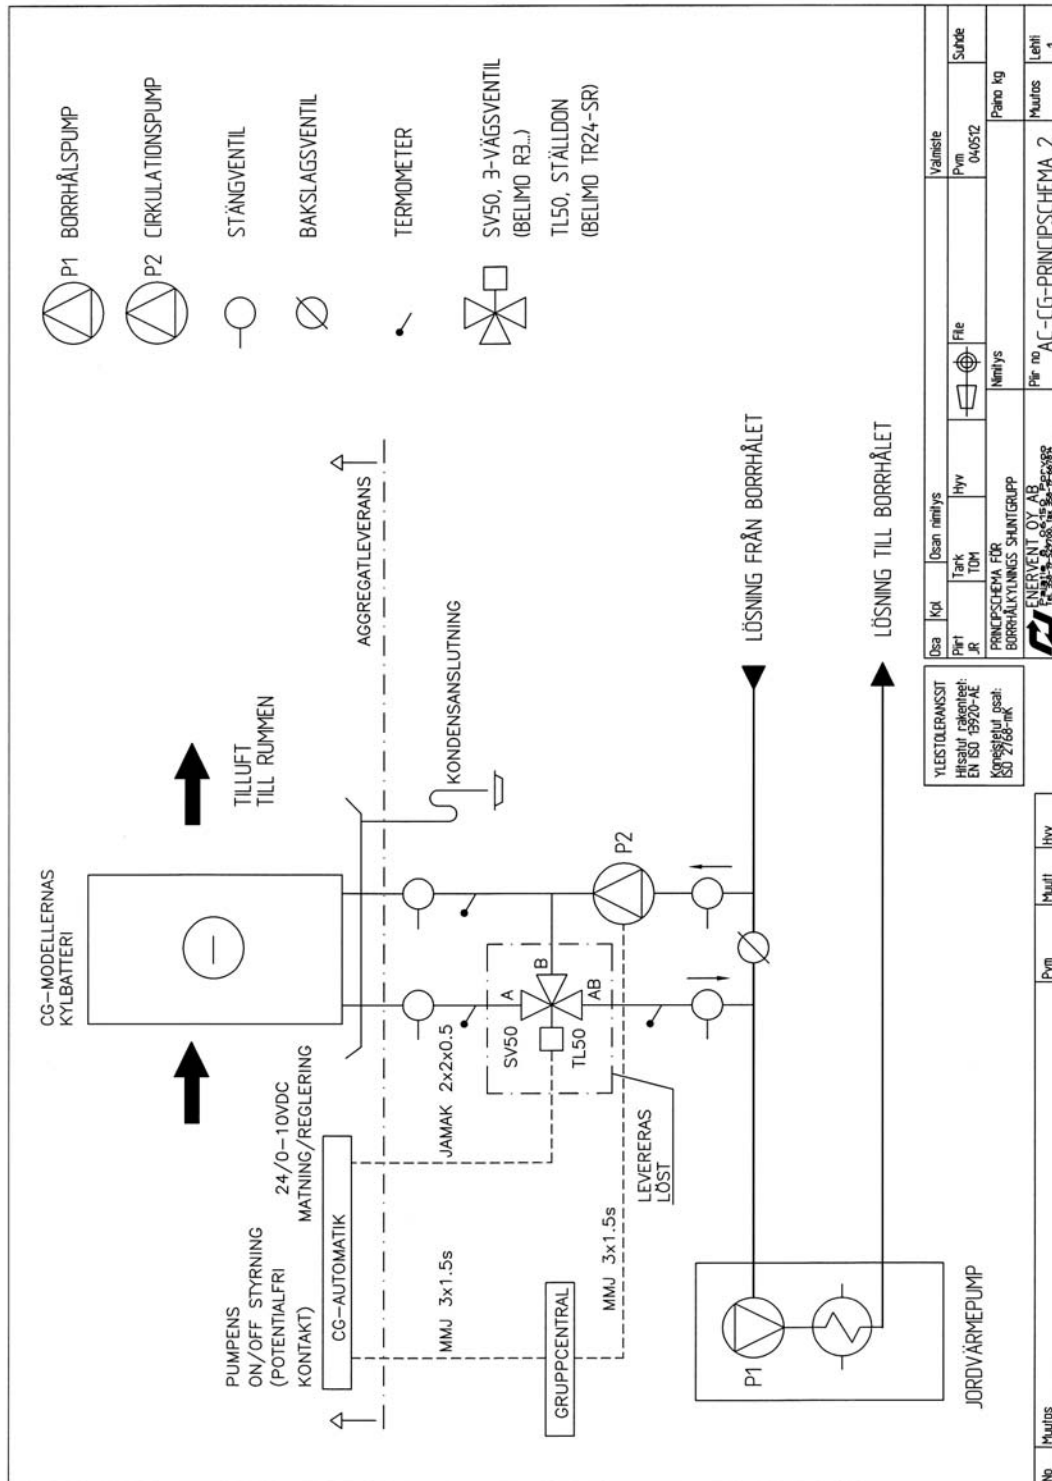 CG-MODELLERNAS
KYLBATTERI
TILLUFT
TILL RUMMEN
PUMPENS
ON/OFF STYRNING
(POTENTIALFRI
KONTAKT)
24/0-10VDC
MATNING/REGLERING
CG-AUTOMATIK
AGGREGATLEVERANS
KONDENSANSLUTNING
MMJ 3x1.5s
JAMAK 2x2x0.5
SV50
A
B
AB
TL50
P2
GRUPPCENTRAL
MMJ 3x1.5s
LEVERERAS
LÖST
P1
JORDVÄRMEPUMP
LÖSNING FRÅN BORRHÅLET
LÖSNING TILL BORRHÅLET
P1 BORRHÅLSPUMP
P2 CIRKULATIONSPUMP
STÄNGVENTIL
BAKSLAGSVENTIL
TERMOMETER
SV50, 3-VÄGSVENTIL
(BELIMO R3...)
TL50, STÄLLDON
(BELIMO TR24-SR)
No Muutos Pvm Muutt Hyv
YLEISTOLERANSSIT
Hitsatut rakenteet:
EN ISO 13920-AE
Koneistetut osat:
ISO 2768-mK
Osa Kpl Osan nimitys Valmiste
Piirt Tark Hyv File Pvm Suhde
JR TOM 040512
PRINCIPSCHEMA FÖR
BORRHÅLKYLNINGS SHUNTGRUPP
Nimitys Paino kg
ENERVENT OY AB
Piir no AC-CG-PRINCIPSCHEMA 2
Muutos Lehti
1